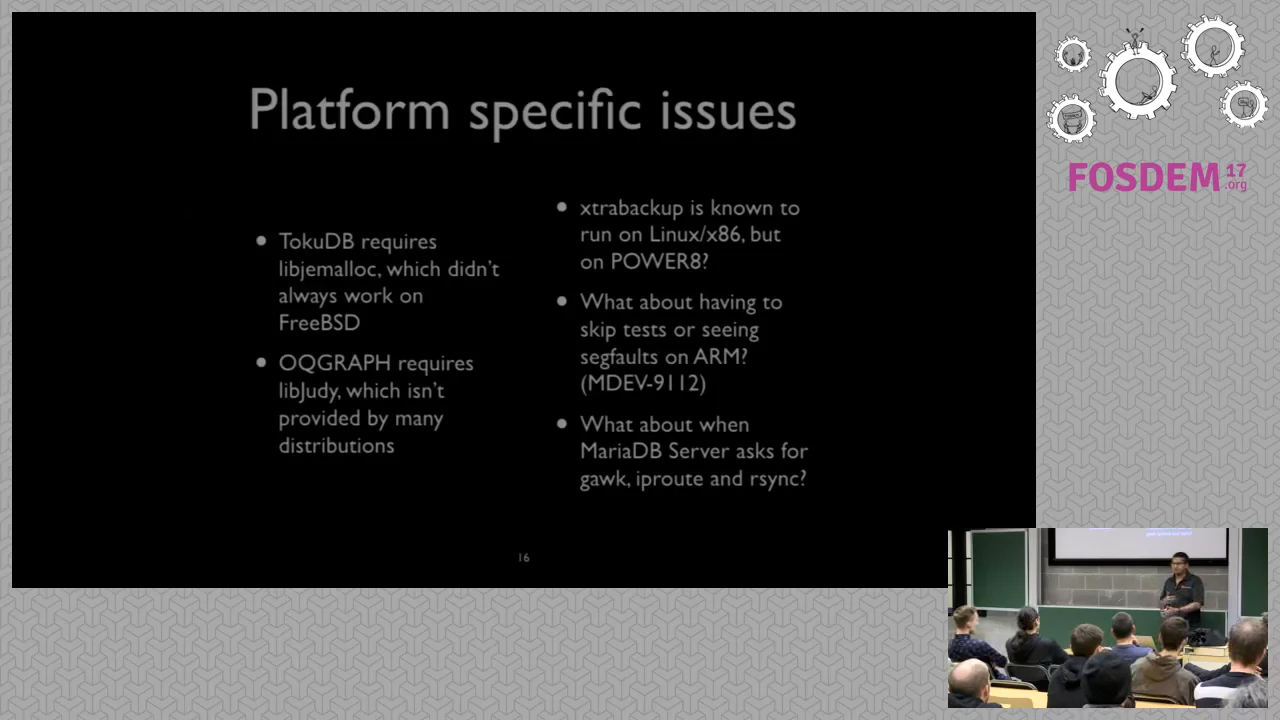 Platform specific issues
• TokuDB requires
libjemalloc, which didn't
always work on
FreeBSD
• OQGRAPH requires
libJudy, which isn't
provided by many
distributions
• xtrabackup is known to
run on Linux/x86, but
on POWER8?
• What about having to
skip tests or seeing
segfaults on ARM?
(MDEV-9112)
• What about when
MariaDB Server asks for
gawk, iproute and rsync?
16
FOSDEM 17
.org